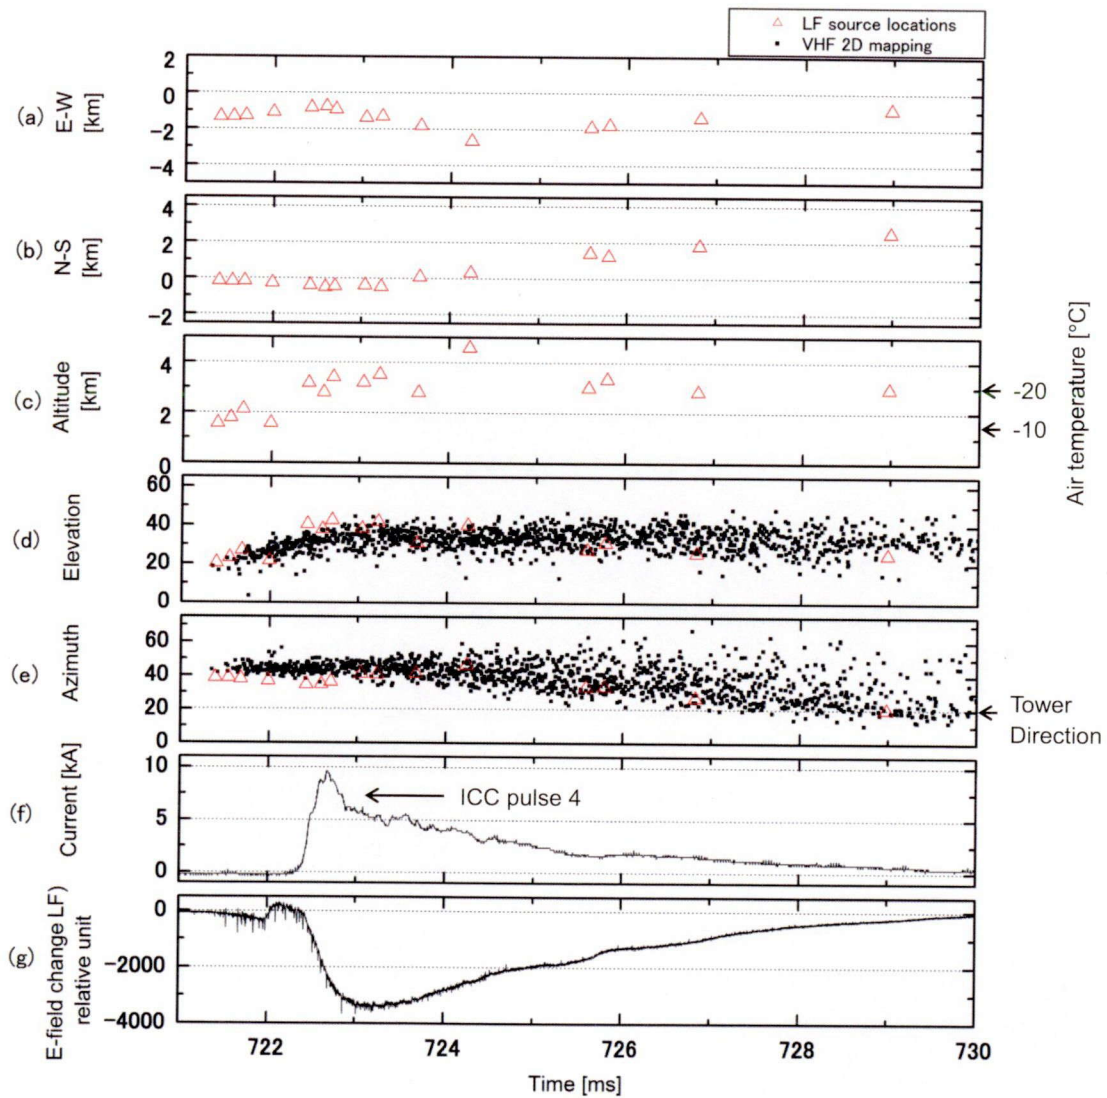 LF source locations
VHF 2D mapping
(a) E-W [km]
2
0
−2
−4
(b) N-S [km]
4
2
0
−2
(c) Altitude [km]
4
2
0
Air temperature [°C]
-20
-10
(d) Elevation
60
40
20
0
(e) Azimuth
60
40
20
0
Tower
Direction
(f) Current [kA]
10
5
0
ICC pulse 4
(g) E-field change LF) relative unit
0
−2000
−4000
722 724 726 728 730
Time [ms]